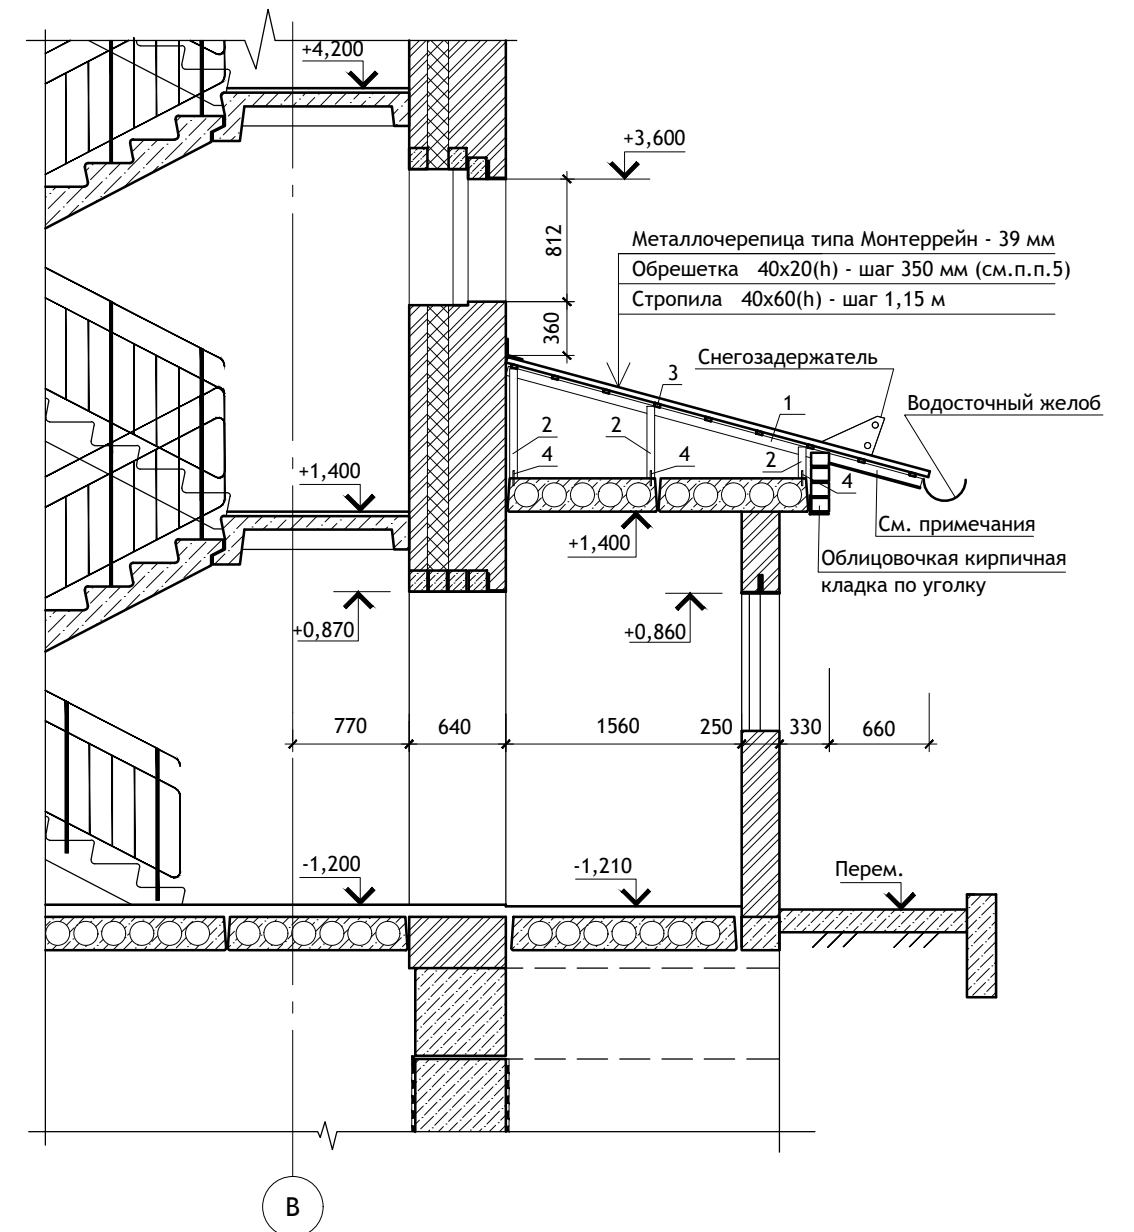 +4,200
+3,600
812
Металлочерепица типа Монтеррейн - 39 мм
Обрешетка 40х20(h) - шаг 350 мм (см.п.п.5)
Стропила 40х60(h) - шаг 1,15 м
360
Снегозадержатель
3
Водосточный желоб
1
2
2
2
4
4
4
+1,400
См. примечания
+1,400
Облицовочкая кирпичная
кладка по уголку
+0,870
+0,860
770
640
1560
250
330
660
-1,200
-1,210
Перем.
В